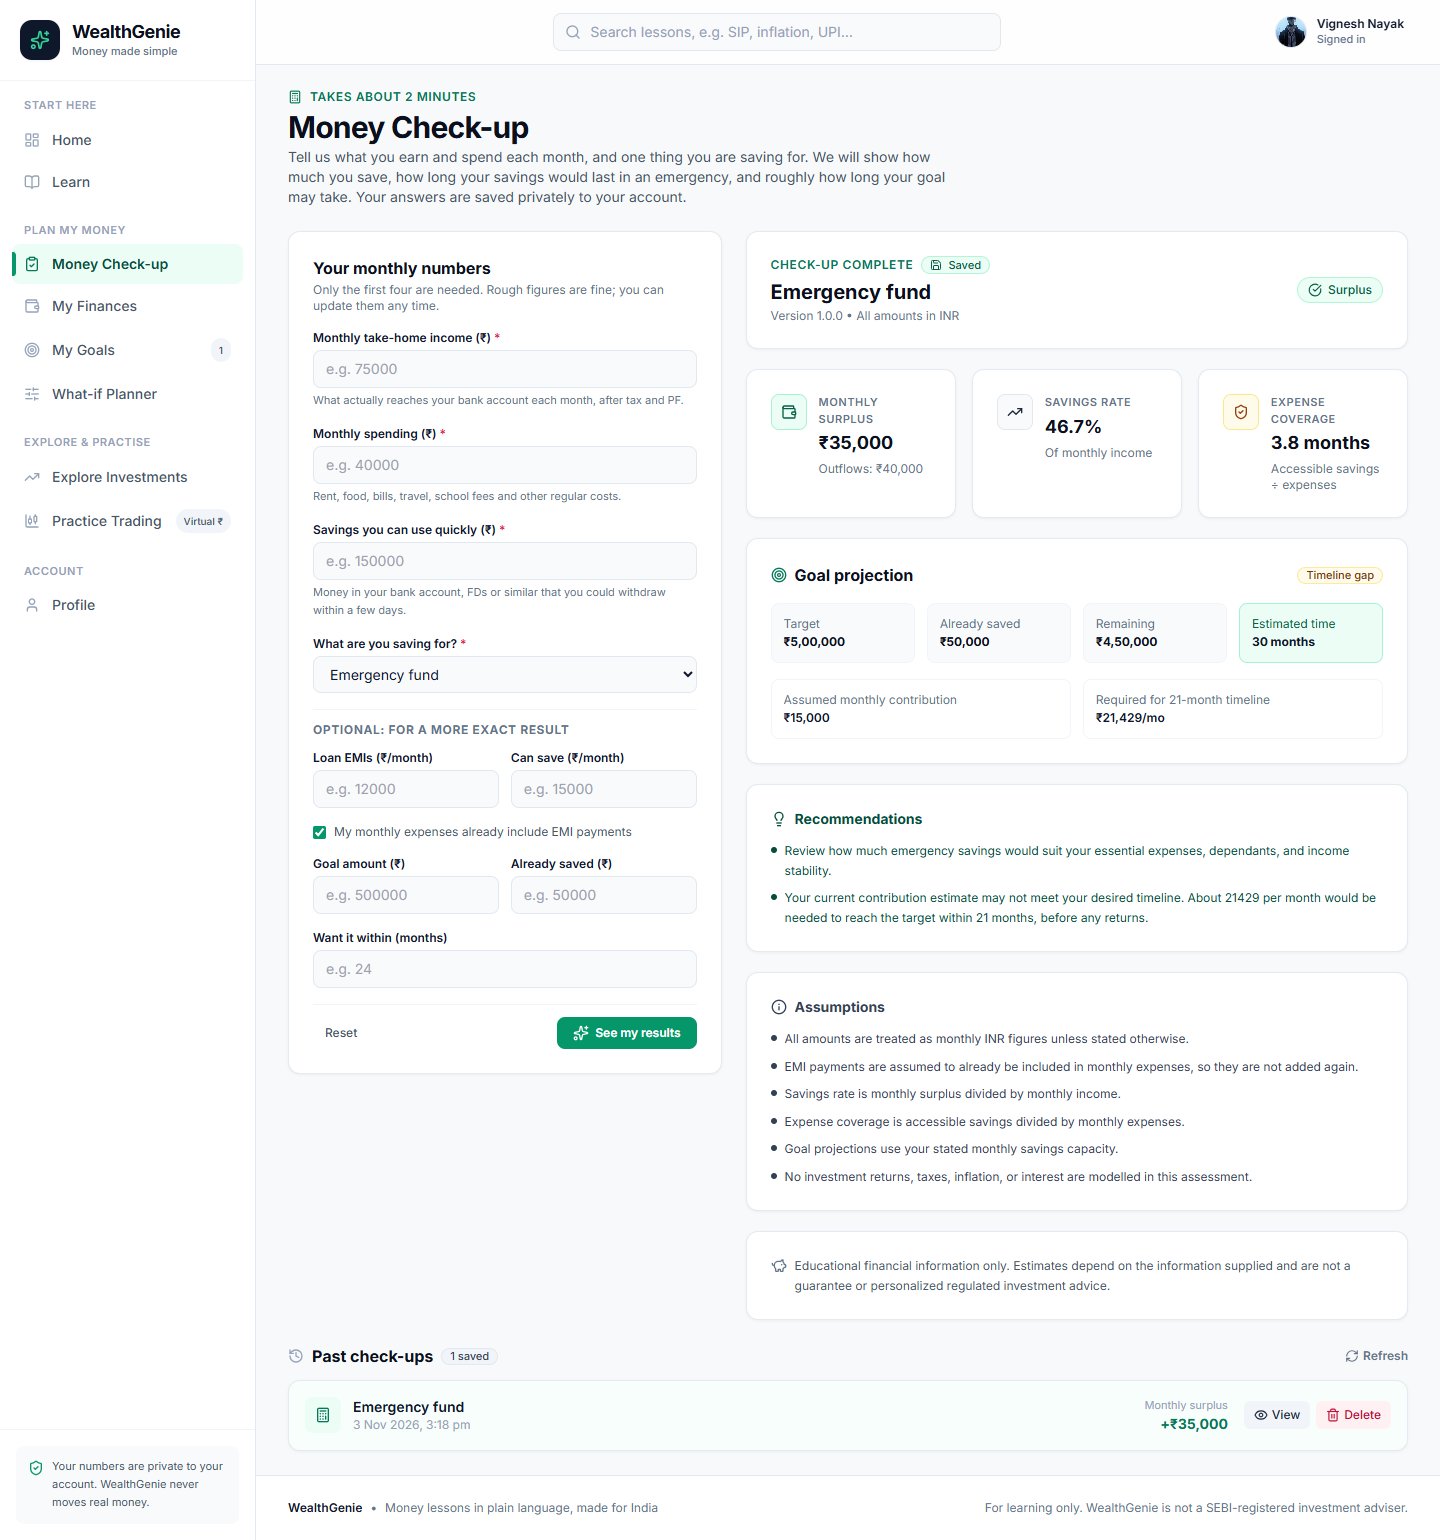 WealthGenie
Money made simple
START HERE
Home
Learn
PLAN MY MONEY
Money Check-up
My Finances
My Goals
1
What-if Planner
EXPLORE & PRACTISE
Explore Investments
Practice Trading
Virtual ₹
ACCOUNT
Profile
Your numbers are private to your
account. WealthGenie never
moves real money.
Search lessons, e.g. SIP, inflation, UPI...
Vignesh Nayak
Signed in
TAKES ABOUT 2 MINUTES
Money Check-up
Tell us what you earn and spend each month, and one thing you are saving for. We will show how
much you save, how long your savings would last in an emergency, and roughly how long your goal
may take. Your answers are saved privately to your account.
Your monthly numbers
Only the first four are needed. Rough figures are fine; you can
update them any time.
Monthly take-home income (₹) *
e.g. 75000
What actually reaches your bank account each month, after tax and PF.
Monthly spending (₹) *
e.g. 40000
Rent, food, bills, travel, school fees and other regular costs.
Savings you can use quickly (₹) *
e.g. 150000
Money in your bank account, FDs or similar that you could withdraw
within a few days.
What are you saving for? *
Emergency fund
OPTIONAL: FOR A MORE EXACT RESULT
Loan EMIs (₹/month)
Can save (₹/month)
e.g. 12000
e.g. 15000
My monthly expenses already include EMI payments
Goal amount (₹)
Already saved (₹)
e.g. 500000
e.g. 50000
Want it within (months)
e.g. 24
Reset
See my results
CHECK-UP COMPLETE
Saved
Emergency fund
Version 1.0.0 • All amounts in INR
Surplus
MONTHLY
SURPLUS
₹35,000
Outflows: ₹40,000
SAVINGS RATE
46.7%
Of monthly income
EXPENSE
COVERAGE
3.8 months
Accessible savings
÷ expenses
Goal projection
Timeline gap
Target
₹5,00,000
Already saved
₹50,000
Remaining
₹4,50,000
Estimated time
30 months
Assumed monthly contribution
₹15,000
Required for 21-month timeline
₹21,429/mo
Recommendations
• Review how much emergency savings would suit your essential expenses, dependants, and income
stability.
• Your current contribution estimate may not meet your desired timeline. About 21429 per month would be
needed to reach the target within 21 months, before any returns.
Assumptions
• All amounts are treated as monthly INR figures unless stated otherwise.
• EMI payments are assumed to already be included in monthly expenses, so they are not added again.
• Savings rate is monthly surplus divided by monthly income.
• Expense coverage is accessible savings divided by monthly expenses.
• Goal projections use your stated monthly savings capacity.
• No investment returns, taxes, inflation, or interest are modelled in this assessment.
Educational financial information only. Estimates depend on the information supplied and are not a
guarantee or personalized regulated investment advice.
Past check-ups
1 saved
Refresh
Emergency fund
3 Nov 2026, 3:18 pm
Monthly surplus
+₹35,000
View
Delete
WealthGenie • Money lessons in plain language, made for India
For learning only. WealthGenie is not a SEBI-registered investment adviser.